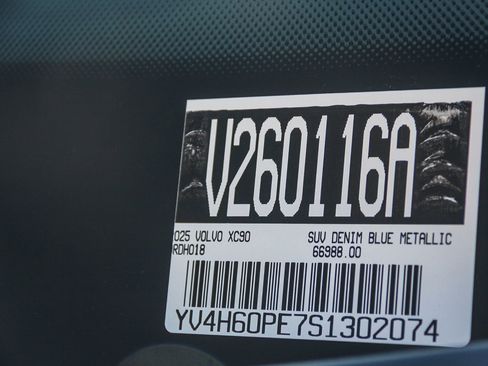 V260116A
025 VOLVO XC90 SUV DENIM BLUE METALLIC
RDH018 66988.00
YV4H60PE7S1302074